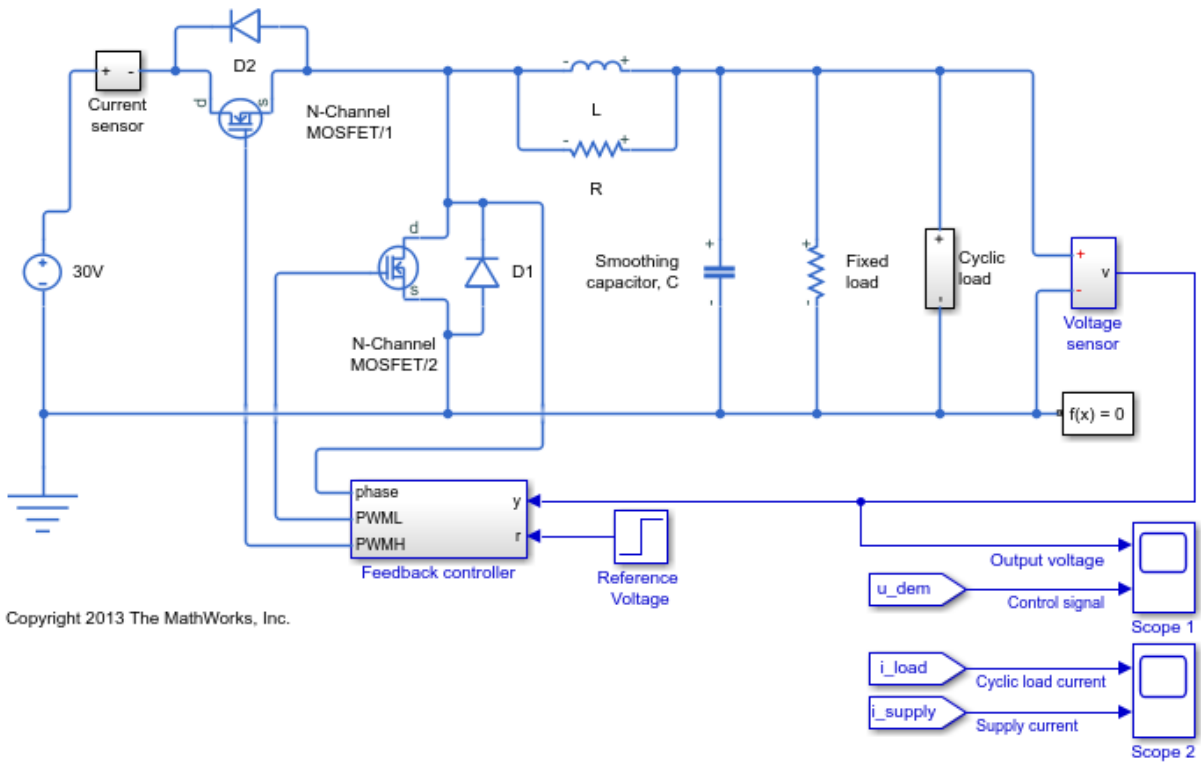 D2
+ -
Current
sensor
d
s
N-Channel
MOSFET/1
- +
L
- +
R
30V
+
-
d
s
D1
N-Channel
MOSFET/2
+
Smoothing
capacitor, C
-
+
Fixed
load
-
+
Cyclic
load
-
+
-
v
Voltage
sensor
f(x) = 0
phase
PWML
PWMH
y
r
Feedback controller
Reference
Voltage
Output voltage
u_dem
Control signal
Scope 1
i_load
Cyclic load current
i_supply
Supply current
Scope 2
Copyright 2013 The MathWorks, Inc.